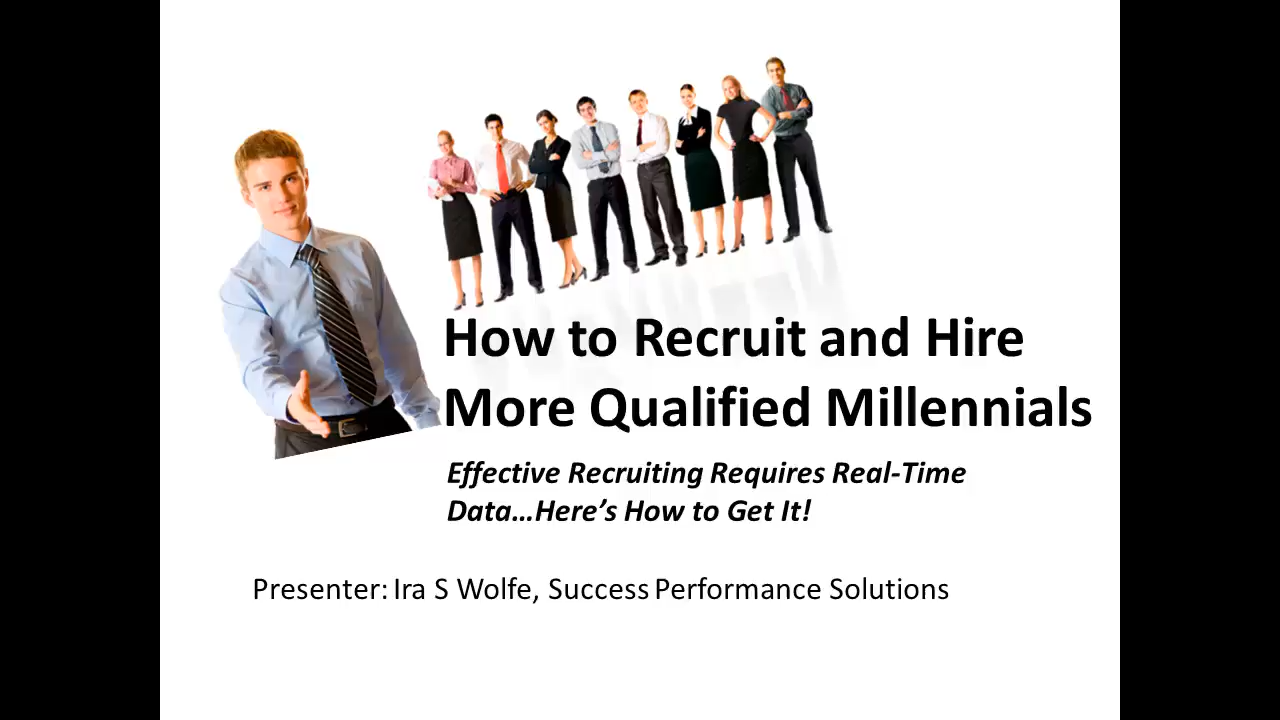 How to Recruit and Hire
More Qualified Millennials
Effective Recruiting Requires Real-Time
Data…Here’s How to Get It!
Presenter: Ira S Wolfe, Success Performance Solutions